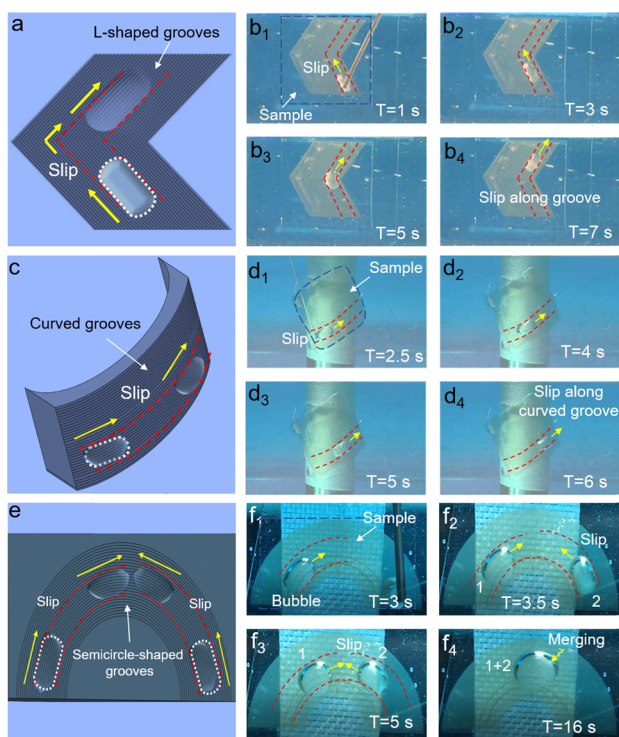 a
L-shaped grooves
Slip
b1
Slip
Sample
T=1 s
b2
T=3 s
b3
T=5 s
b4
Slip along groove
T=7 s
c
Curved grooves
Slip
d1
Sample
Slip
T=2.5 s
d2
T=4 s
d3
T=5 s
d4
Slip along
curved groove
T=6 s
e
Slip
Slip
Semicircle-shaped
grooves
f1
Sample
Bubble
T=3 s
f2
Slip
1
T=3.5 s
2
f3
Slip
1
2
T=5 s
f4
Merging
1+2
T=16 s